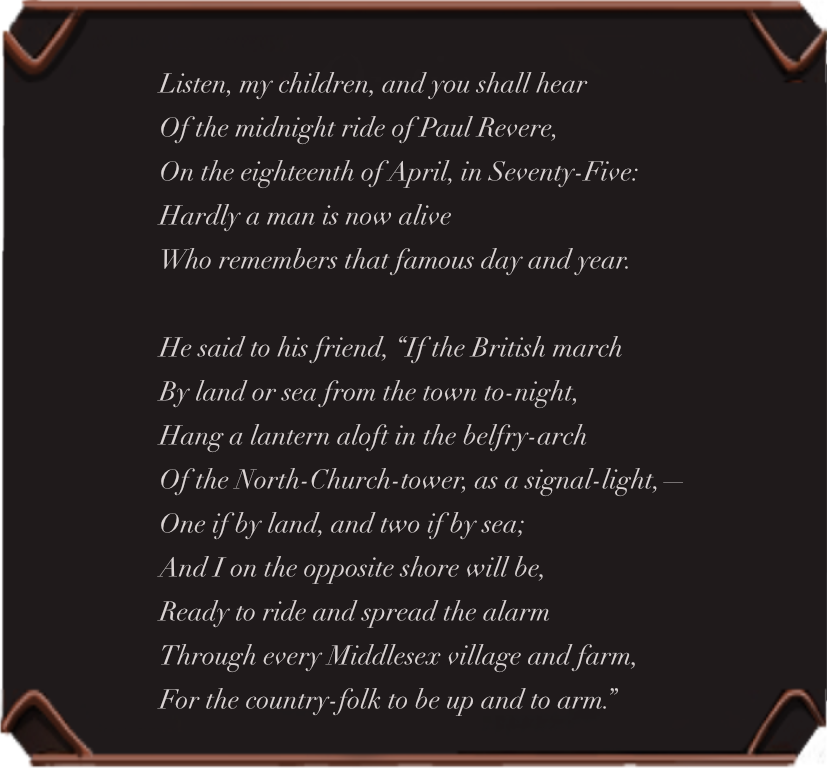 Listen, my children, and you shall hear
Of the midnight ride of Paul Revere,
On the eighteenth of April, in Seventy-Five:
Hardly a man is now alive
Who remembers that famous day and year.

He said to his friend, “If the British march
By land or sea from the town to-night,
Hang a lantern aloft in the belfry-arch
Of the North-Church-tower, as a signal-light,—
One if by land, and two if by sea;
And I on the opposite shore will be,
Ready to ride and spread the alarm
Through every Middlesex village and farm,
For the country-folk to be up and to arm.”